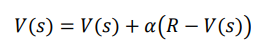 𝑉(𝑠) = 𝑉(𝑠) + 𝛼(𝑅 − 𝑉(𝑠))